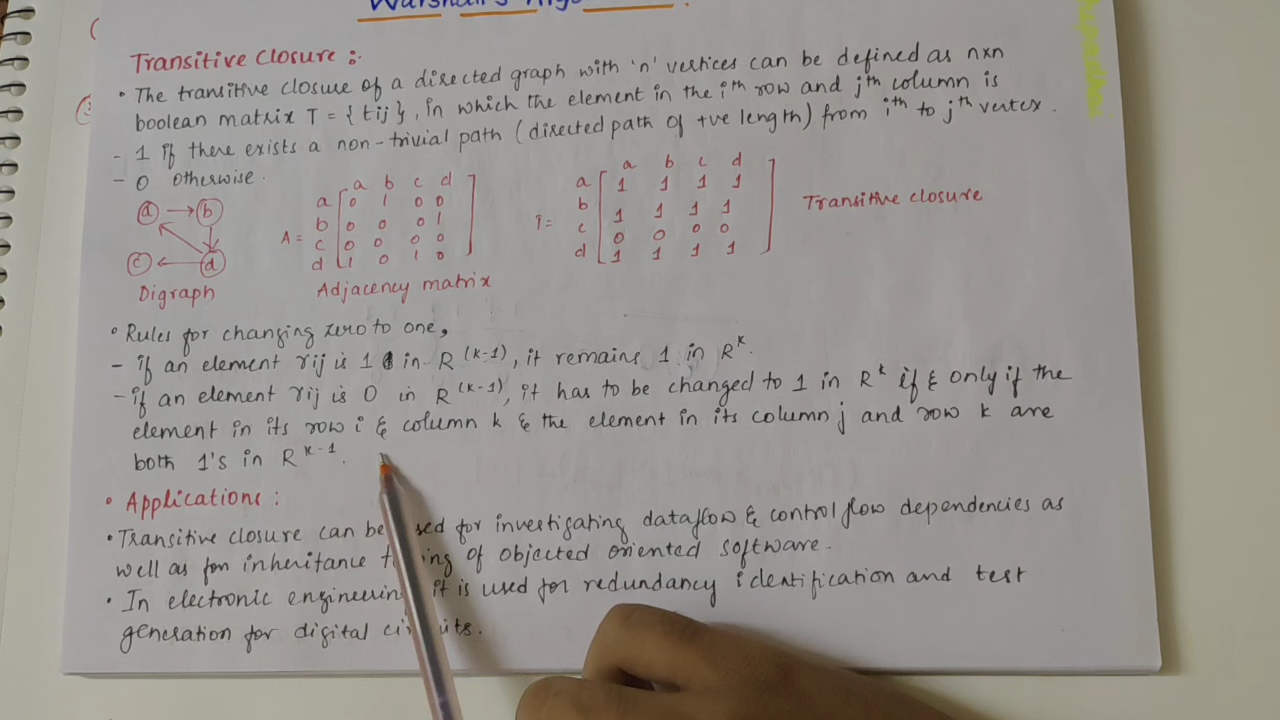 Warshall's Algo
Transitive Closure :-
• The transitive closure of a directed graph with 'n' vertices can be defined as nxn
boolean matrix T = { tij }, in which the element in the iᵗʰ row and jᵗʰ column is
- 1 if there exists a non-trivial path (directed path of +ve length) from iᵗʰ to jᵗʰ vertex.
- 0 otherwise.
a b
c d
Digraph
a b c d
a 0 1 0 0
b 0 0 0 1
A = c 0 0 0 0
d 1 0 1 0
Adjacency matrix
a b c d
a 1 1 1 1
T = b 1 1 1 1
c 0 0 0 0
d 1 1 1 1
Transitive closure
• Rules for changing zero to one,
- if an element rij is 1 in R⁽ᵏ⁻¹⁾, it remains 1 in Rᵏ.
- if an element rij is 0 in R⁽ᵏ⁻¹⁾, it has to be changed to 1 in Rᵏ if & only if the
element in its row i & column k & the element in its column j and row k are
both 1's in Rᵏ⁻¹.
• Applications :
• Transitive closure can be used for investigating dataflow & control flow dependencies as
well as for inheritance of objected oriented software.
• In electronic engineering it is used for redundancy identification and test
generation for digital circuits.